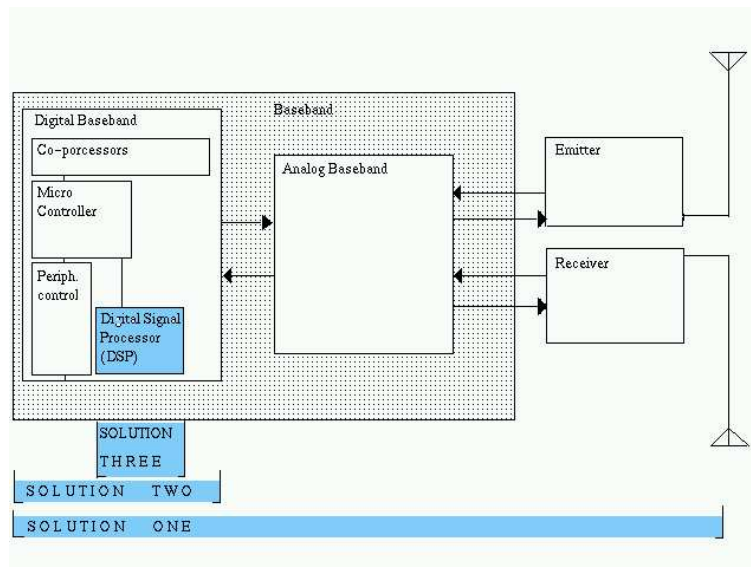 Baseband
Digital Baseband
Co-porcessors
Micro
Controller
Periph.
control
Digital Signal
Processor
(DSP)
Analog Baseband
Emitter
Receiver
SOLUTION
THREE
SOLUTION TWO
SOLUTION ONE